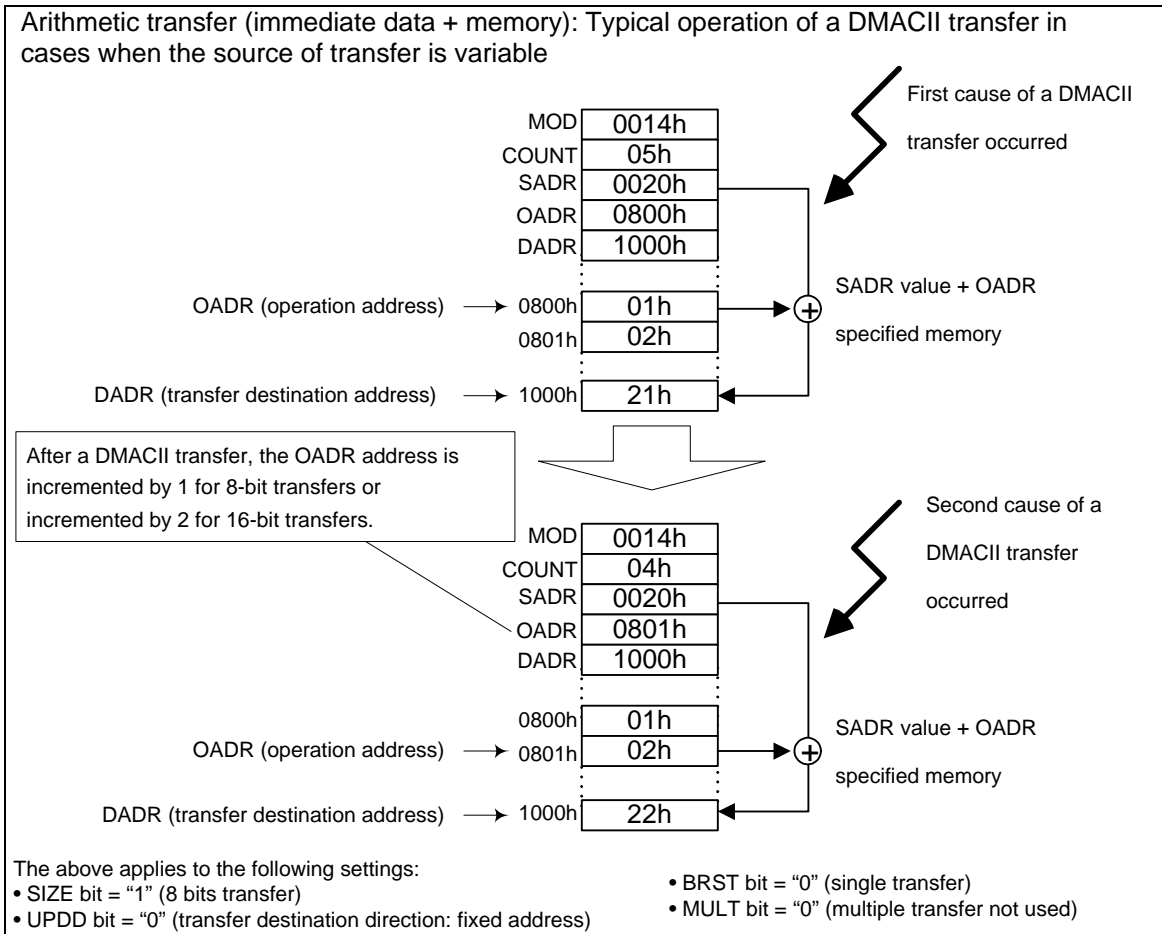 Arithmetic transfer (immediate data + memory): Typical operation of a DMACII transfer in
cases when the source of transfer is variable
First cause of a DMACII
transfer occurred
MOD 0014h
COUNT 05h
SADR 0020h
OADR 0800h
DADR 1000h
OADR (operation address) 0800h 01h
0801h 02h
SADR value + OADR
specified memory
+
DADR (transfer destination address) 1000h 21h
After a DMACII transfer, the OADR address is
incremented by 1 for 8-bit transfers or
incremented by 2 for 16-bit transfers.
Second cause of a
DMACII transfer
occurred
MOD 0014h
COUNT 04h
SADR 0020h
OADR 0801h
DADR 1000h
0800h 01h
OADR (operation address) 0801h 02h
SADR value + OADR
specified memory
+
DADR (transfer destination address) 1000h 22h
The above applies to the following settings:
• SIZE bit = “1” (8 bits transfer)
• UPDD bit = “0” (transfer destination direction: fixed address)
• BRST bit = “0” (single transfer)
• MULT bit = “0” (multiple transfer not used)